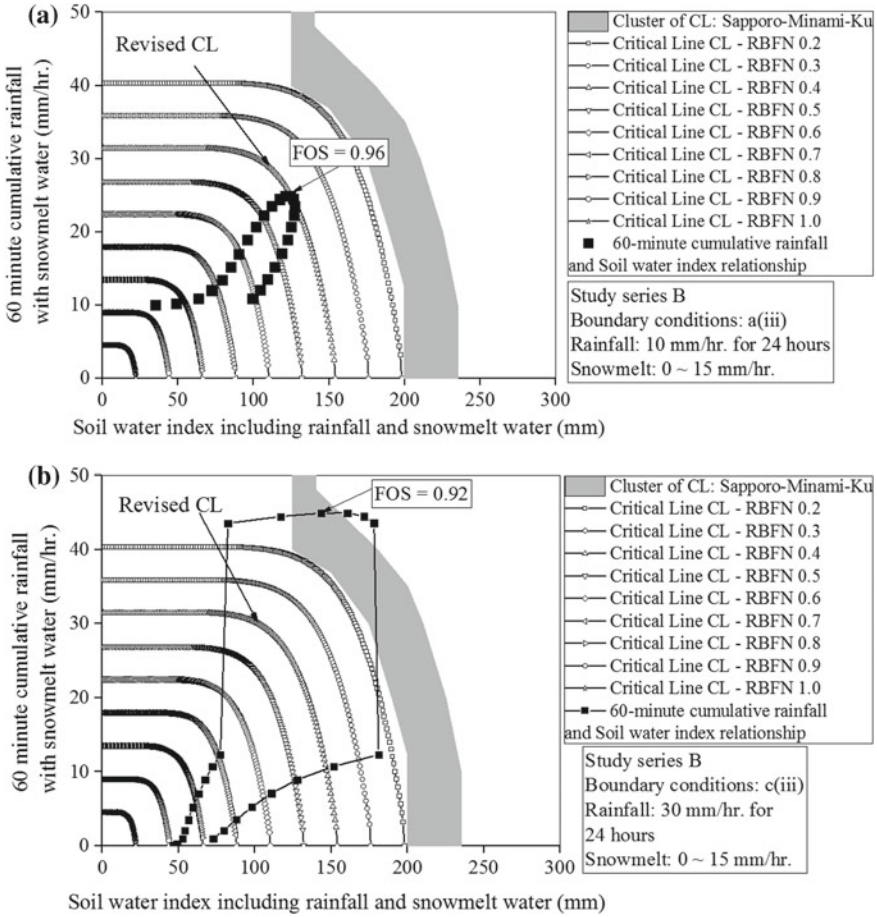 (a)
50
40
30
20
10
0
60 minute cumulative rainfall
with snowmelt water (mm/hr.)
Revised CL
FOS = 0.96
0 50 100 150 200 250 300
Soil water index including rainfall and snowmelt water (mm)
Cluster of CL: Sapporo-Minami-Ku
Critical Line CL - RBFN 0.2
Critical Line CL - RBFN 0.3
Critical Line CL - RBFN 0.4
Critical Line CL - RBFN 0.5
Critical Line CL - RBFN 0.6
Critical Line CL - RBFN 0.7
Critical Line CL - RBFN 0.8
Critical Line CL - RBFN 0.9
Critical Line CL - RBFN 1.0
60-minute cumulative rainfall
and Soil water index relationship
Study series B
Boundary conditions: a(iii)
Rainfall: 10 mm/hr. for 24 hours
Snowmelt: 0 ~ 15 mm/hr.
(b)
50
40
30
20
10
0
60 minute cumulative rainfall
with snowmelt water (mm/hr.)
Revised CL
FOS = 0.92
0 50 100 150 200 250 300
Soil water index including rainfall and snowmelt water (mm)
Cluster of CL: Sapporo-Minami-Ku
Critical Line CL - RBFN 0.2
Critical Line CL - RBFN 0.3
Critical Line CL - RBFN 0.4
Critical Line CL - RBFN 0.5
Critical Line CL - RBFN 0.6
Critical Line CL - RBFN 0.7
Critical Line CL - RBFN 0.8
Critical Line CL - RBFN 0.9
Critical Line CL - RBFN 1.0
60-minute cumulative rainfall
and Soil water index relationship
Study series B
Boundary conditions: c(iii)
Rainfall: 30 mm/hr. for
24 hours
Snowmelt: 0 ~ 15 mm/hr.